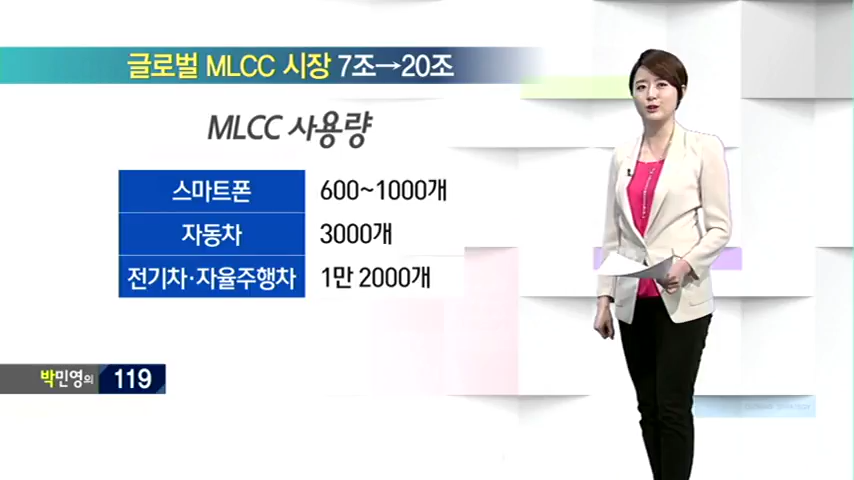 글로벌 MLCC 시장 7조→20조
MLCC 사용량
스마트폰 600~1000개
자동차 3000개
전기차·자율주행차 1만 2000개
박민영의 119